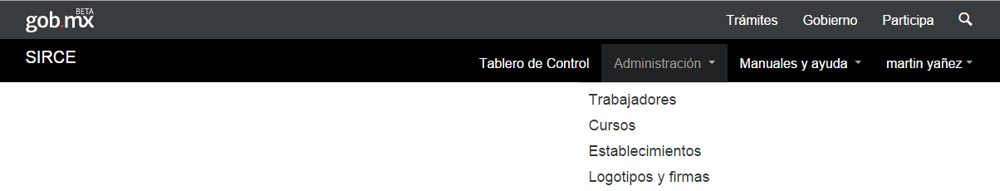 gob.mx BETA Trámites Gobierno Participa
SIRCE
Tablero de Control Administración Manuales y ayuda martin yañez
Trabajadores
Cursos
Establecimientos
Logotipos y firmas